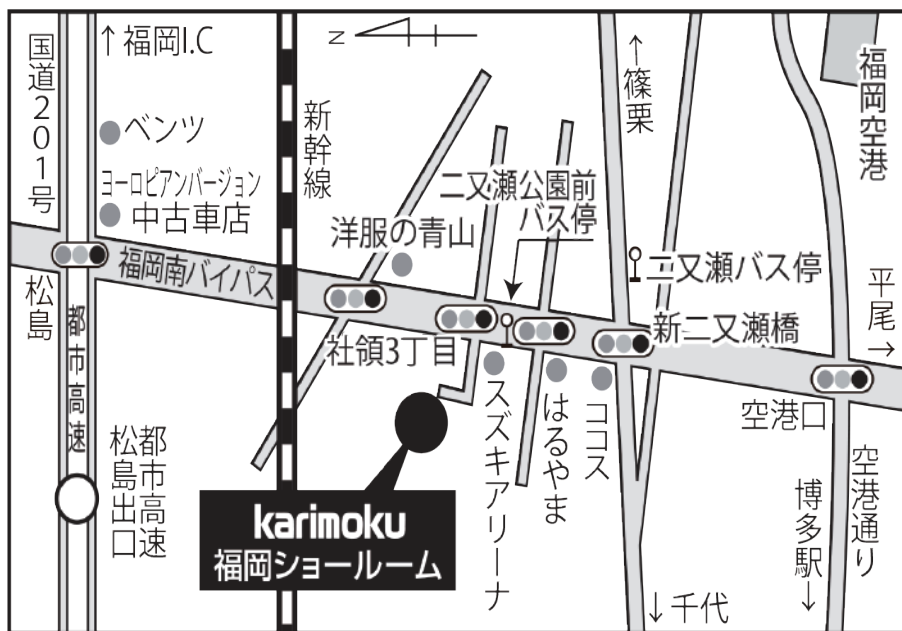 国道201号
↑福岡I.C
ベンツ
ヨーロピアンバージョン
中古車店
新幹線
N
↑篠栗
福岡空港
二又瀬公園前
バス停
洋服の青山
二又瀬バス停
福岡南バイパス
平尾→
松島
都市高速
社領3丁目
新二又瀬橋
空港口
スズキアリーナ
はるやま
ココス
都市高速
松島出口
空港通り
博多駅→
karimoku
福岡ショールーム
↓千代